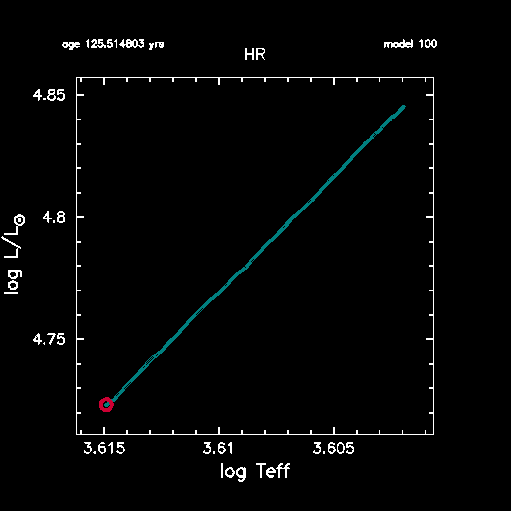 age 125.514803 yrs model 100
HR
4.85
4.8
4.75
log L/L⊙
3.615 3.61 3.605
log Teff